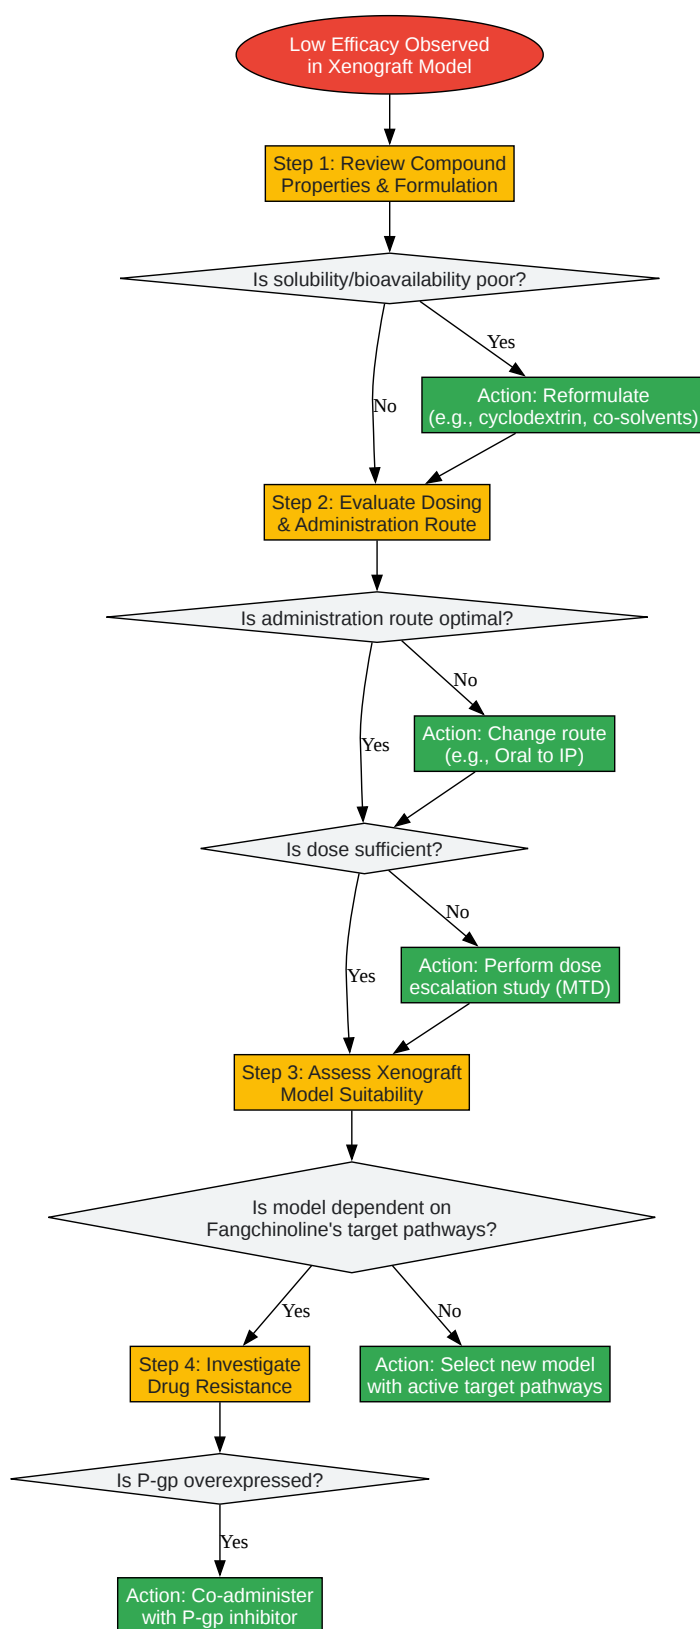 Low Efficacy Observed
in Xenograft Model
Step 1: Review Compound
Properties & Formulation
Is solubility/bioavailability poor?
Yes
No
Action: Reformulate
(e.g., cyclodextrin, co-solvents)
Step 2: Evaluate Dosing
& Administration Route
Is administration route optimal?
No
Yes
Action: Change route
(e.g., Oral to IP)
Is dose sufficient?
No
Yes
Action: Perform dose
escalation study (MTD)
Step 3: Assess Xenograft
Model Suitability
Is model dependent on
Fangchinoline's target pathways?
Yes
No
Step 4: Investigate
Drug Resistance
Action: Select new model
with active target pathways
Is P-gp overexpressed?
Yes
Action: Co-administer
with P-gp inhibitor